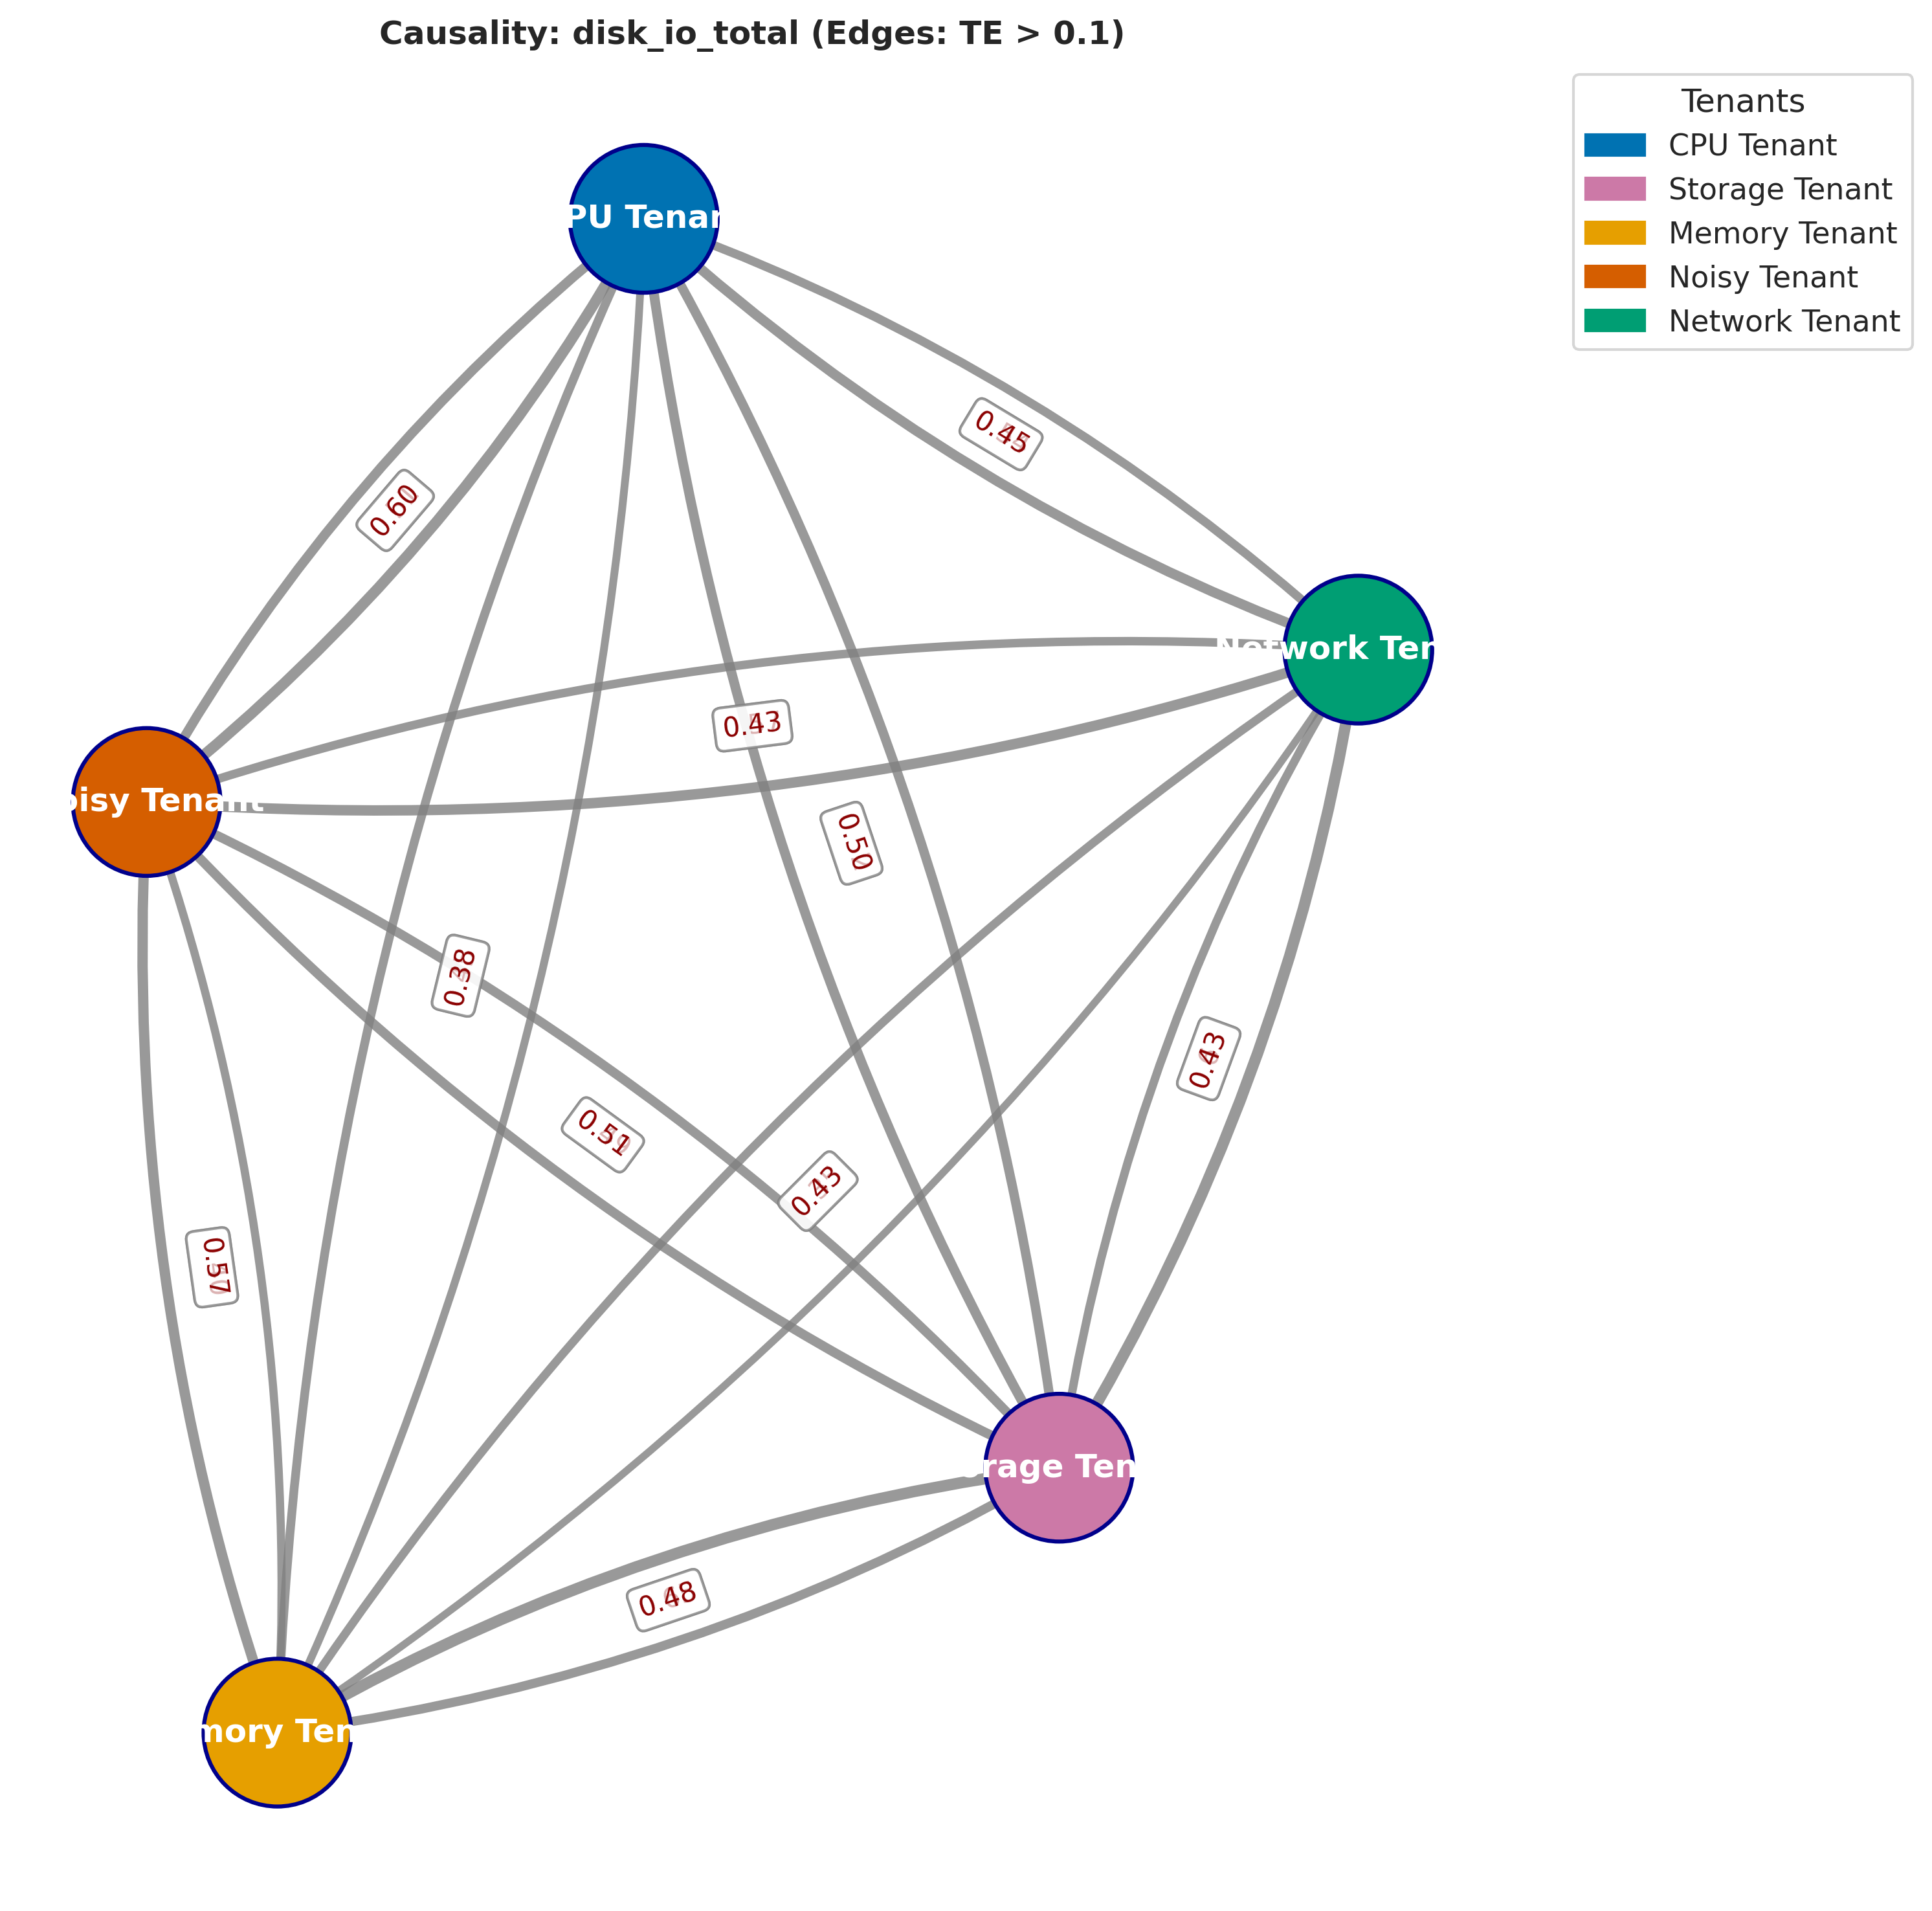 Causality: disk_io_total (Edges: TE > 0.1)
Tenants
CPU Tenant
Storage Tenant
Memory Tenant
Noisy Tenant
Network Tenant
PU Tenan
0.45
0.60
Network Ten
0.43
oisy Tenant
0.50
0.38
0.43
0.51
0.43
0.57
rage Ten
0.48
mory Ten